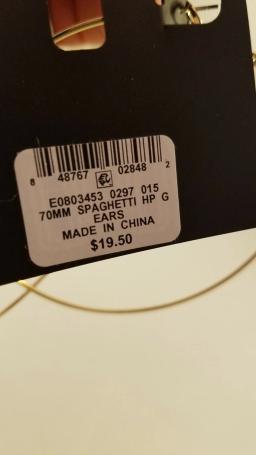 8 48767 02848 2
E0803453 0297 015
70MM SPAGHETTI HP G
EARS
MADE IN CHINA
$19.50